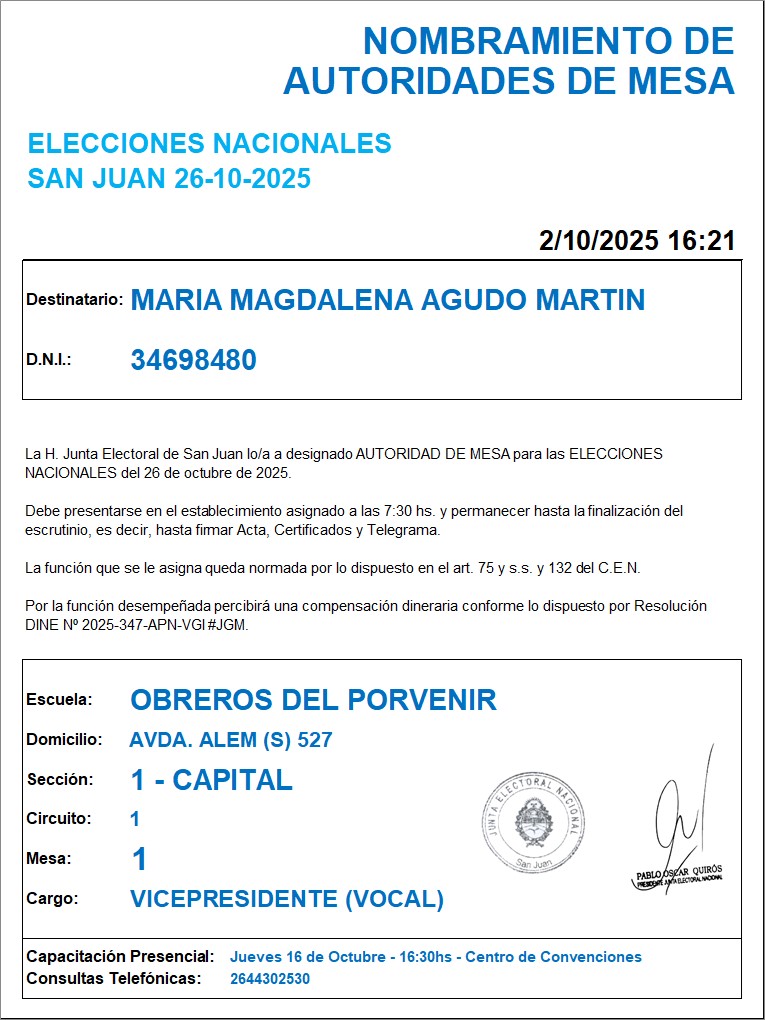 NOMBRAMIENTO DE
AUTORIDADES DE MESA
ELECCIONES NACIONALES
SAN JUAN 26-10-2025
2/10/2025 16:21
Destinatario: MARIA MAGDALENA AGUDO MARTIN
D.N.I.: 34698480
La H. Junta Electoral de San Juan lo/a a designado AUTORIDAD DE MESA para las ELECCIONES
NACIONALES del 26 de octubre de 2025.
Debe presentarse en el establecimiento asignado a las 7:30 hs. y permanecer hasta la finalización del
escrutinio, es decir, hasta firmar Acta, Certificados y Telegrama.
La función que se le asigna queda normada por lo dispuesto en el art. 75 y s.s. y 132 del C.E.N.
Por la función desempeñada percibirá una compensación dineraria conforme lo dispuesto por Resolución
DINE Nº 2025-347-APN-VGI#JGM.
Escuela: OBREROS DEL PORVENIR
Domicilio: AVDA. ALEM (S) 527
Sección: 1 - CAPITAL
Circuito: 1
Mesa: 1
Cargo: VICEPRESIDENTE (VOCAL)
JUNTA ELECTORAL NACIONAL
San Juan
PABLO OSCAR QUIRÓS
PRESIDENTE JUNTA ELECTORAL NACIONAL
Capacitación Presencial: Jueves 16 de Octubre - 16:30hs - Centro de Convenciones
Consultas Telefónicas: 2644302530